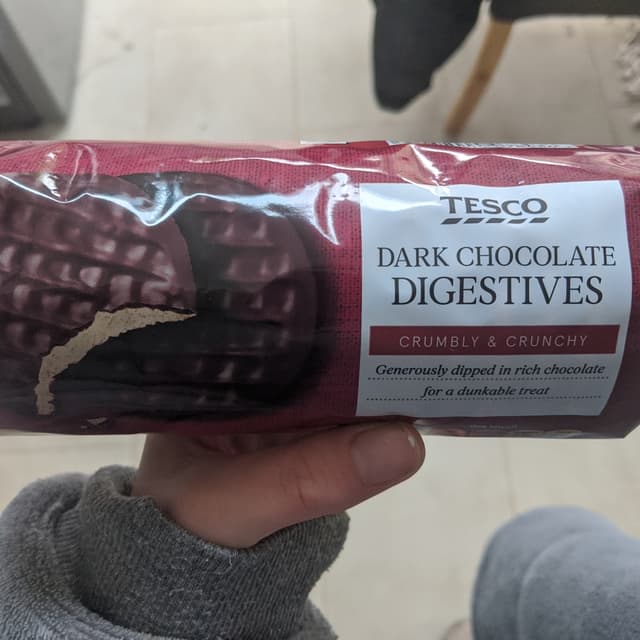 TESCO
DARK CHOCOLATE
DIGESTIVES
CRUMBLY & CRUNCHY
Generously dipped in rich chocolate
for a dunkable treat